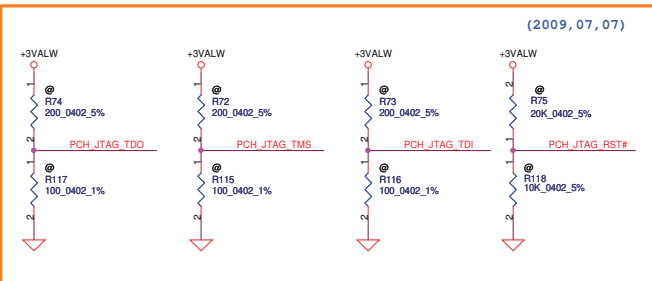 (2009,07,07)
+3VALW +3VALW +3VALW +3VALW
1 @ 1 @ 1 @ 2 @
R74 R72 R73 R75
200_0402_5% 200_0402_5% 200_0402_5% 20K_0402_5%
2 2 2 1
PCH_JTAG_TDO PCH_JTAG_TMS PCH_JTAG_TDI PCH_JTAG_RST#
1 @ 1 @ 1 @ 1 @
R117 R115 R116 R118
100_0402_1% 100_0402_1% 100_0402_1% 10K_0402_5%
2 2 2 2